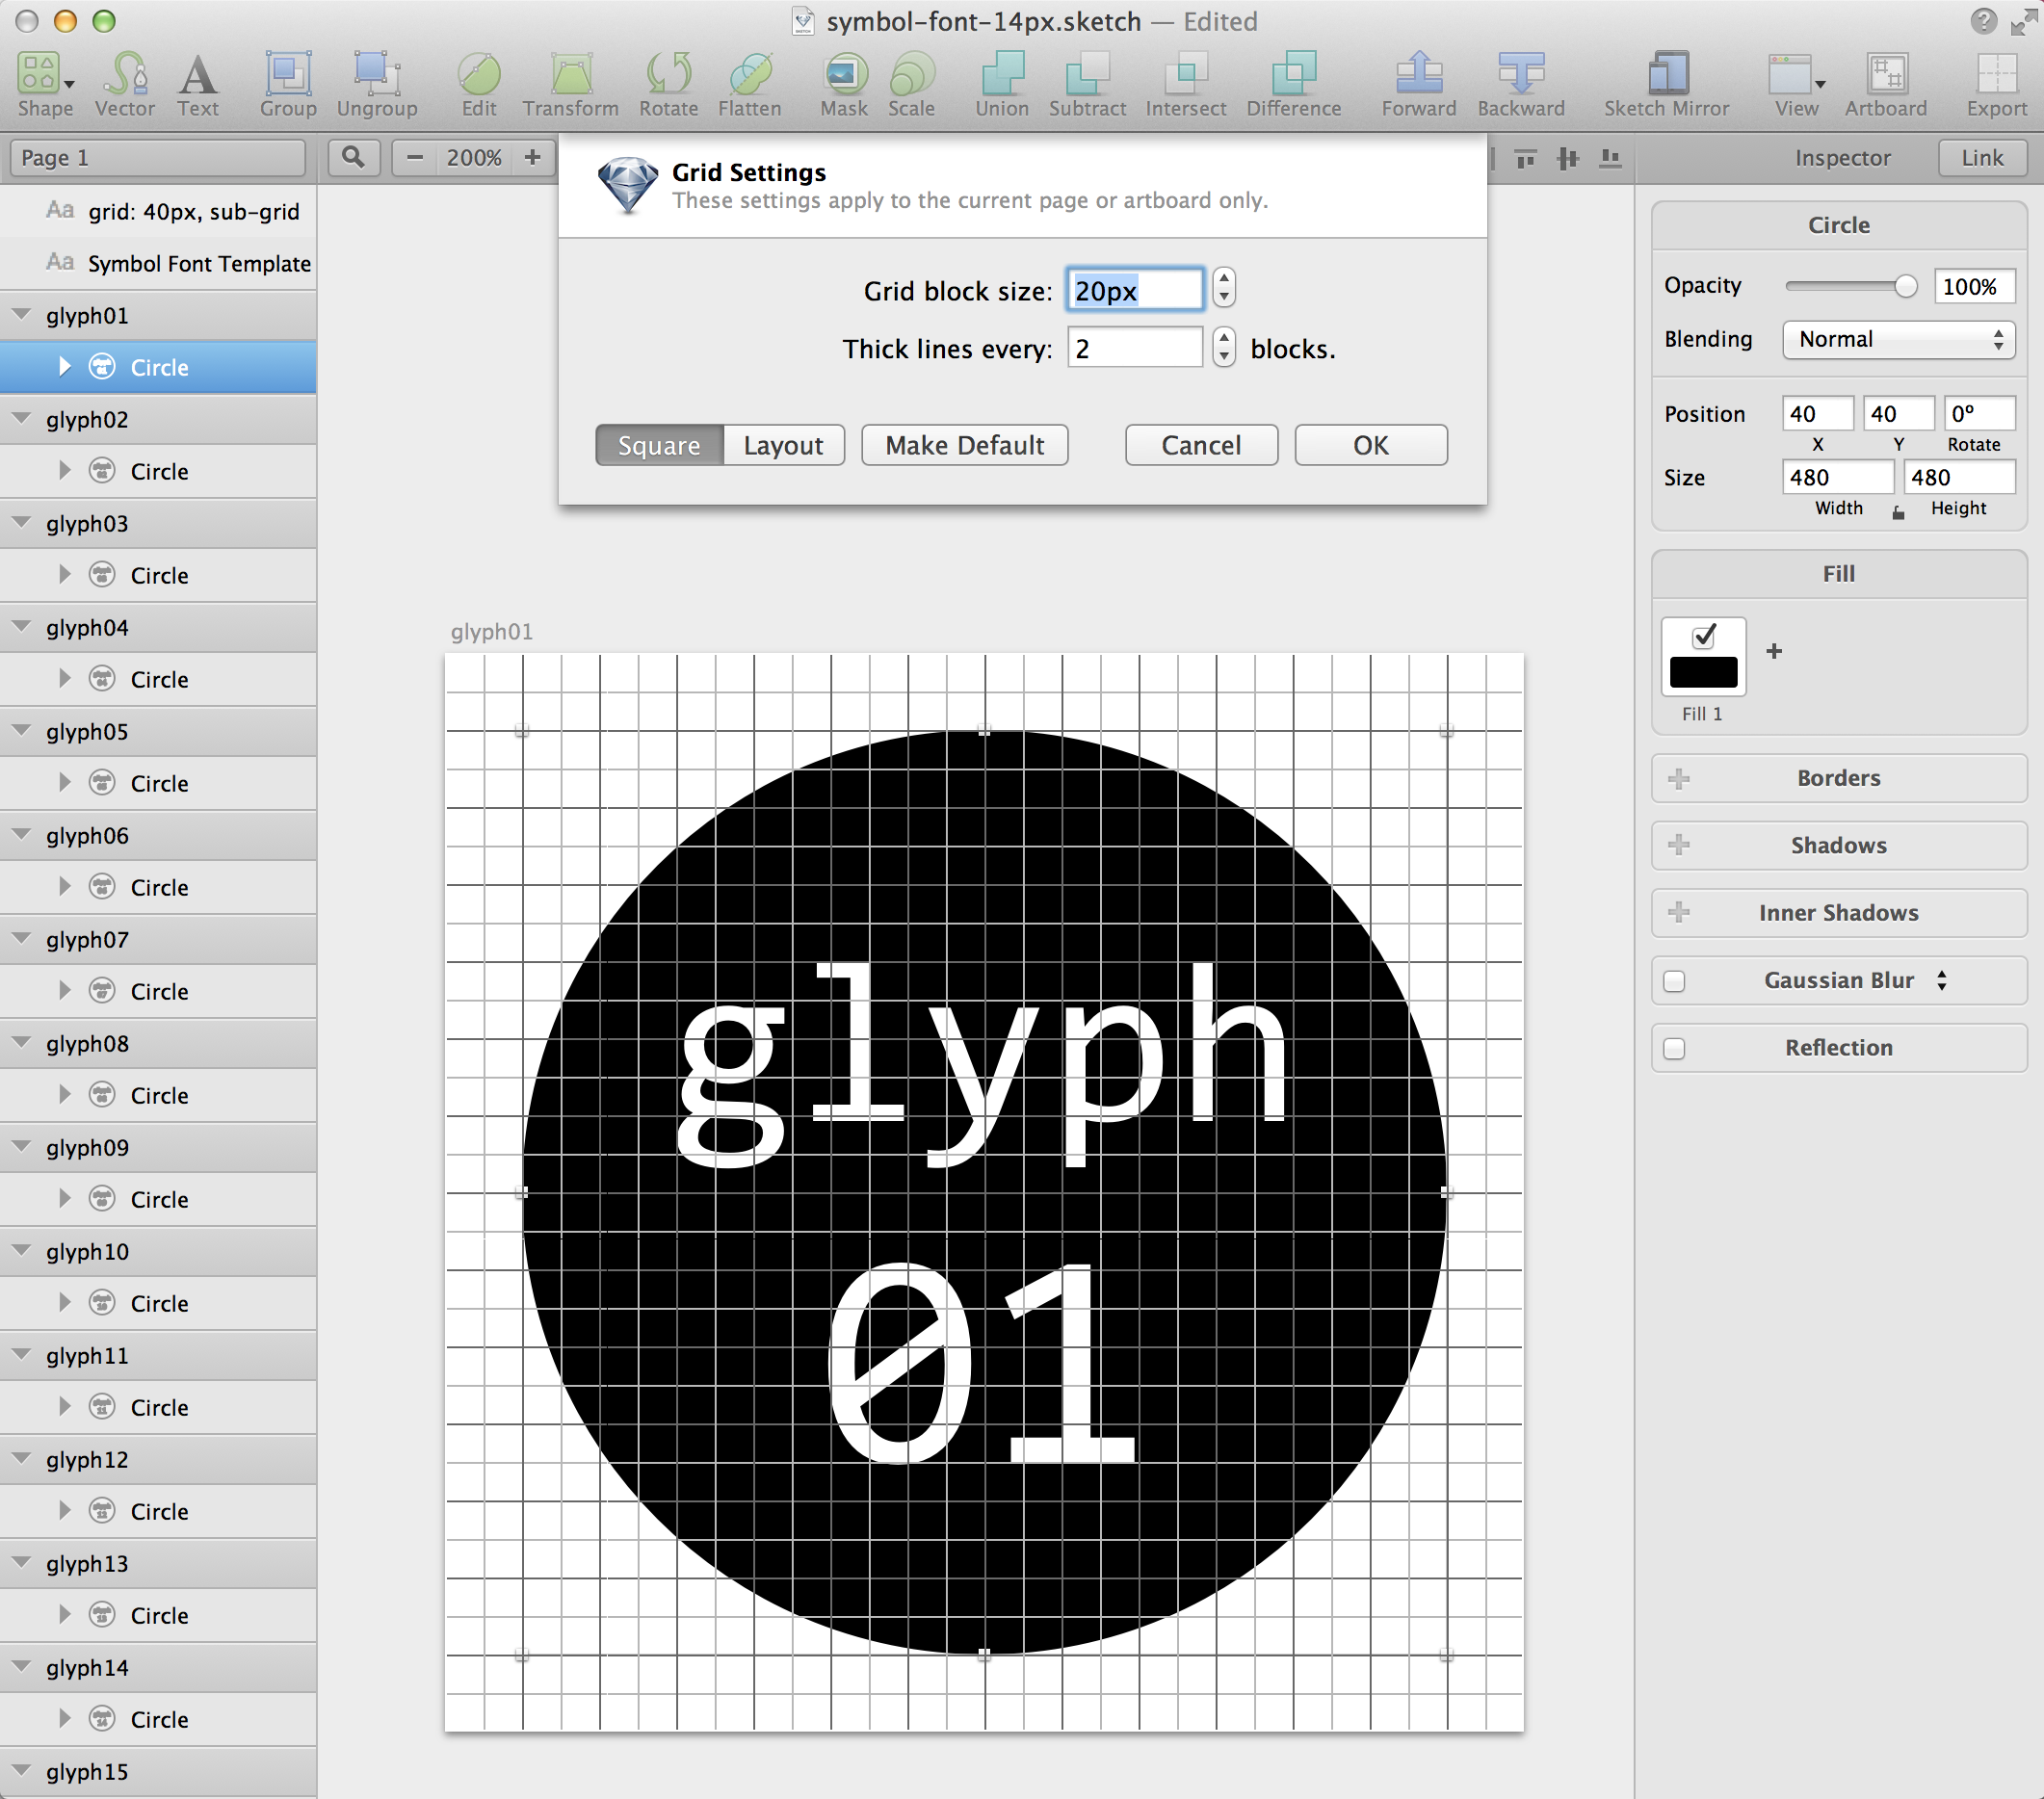 symbol-font-14px.sketch — Edited
?
Shape Vector Text Group Ungroup Edit Transform Rotate Flatten Mask Scale Union Subtract Intersect Difference Forward Backward Sketch Mirror View Artboard Export
Page 1
− 200% +
Inspector Link
Grid Settings
These settings apply to the current page or artboard only.
Grid block size: 20px
Thick lines every: 2 blocks.
Square Layout Make Default Cancel OK
Aa grid: 40px, sub-grid
Aa Symbol Font Template
glyph01
Circle
glyph02
Circle
glyph03
Circle
glyph04
Circle
glyph05
Circle
glyph06
Circle
glyph07
Circle
glyph08
Circle
glyph09
Circle
glyph10
Circle
glyph11
Circle
glyph12
Circle
glyph13
Circle
glyph14
Circle
glyph15
glyph01
glyph
01
Circle
Opacity 100%
Blending Normal
Position 40 40 0º
X Y Rotate
Size 480 480
Width Height
Fill
+
Fill 1
Borders
Shadows
Inner Shadows
Gaussian Blur
Reflection